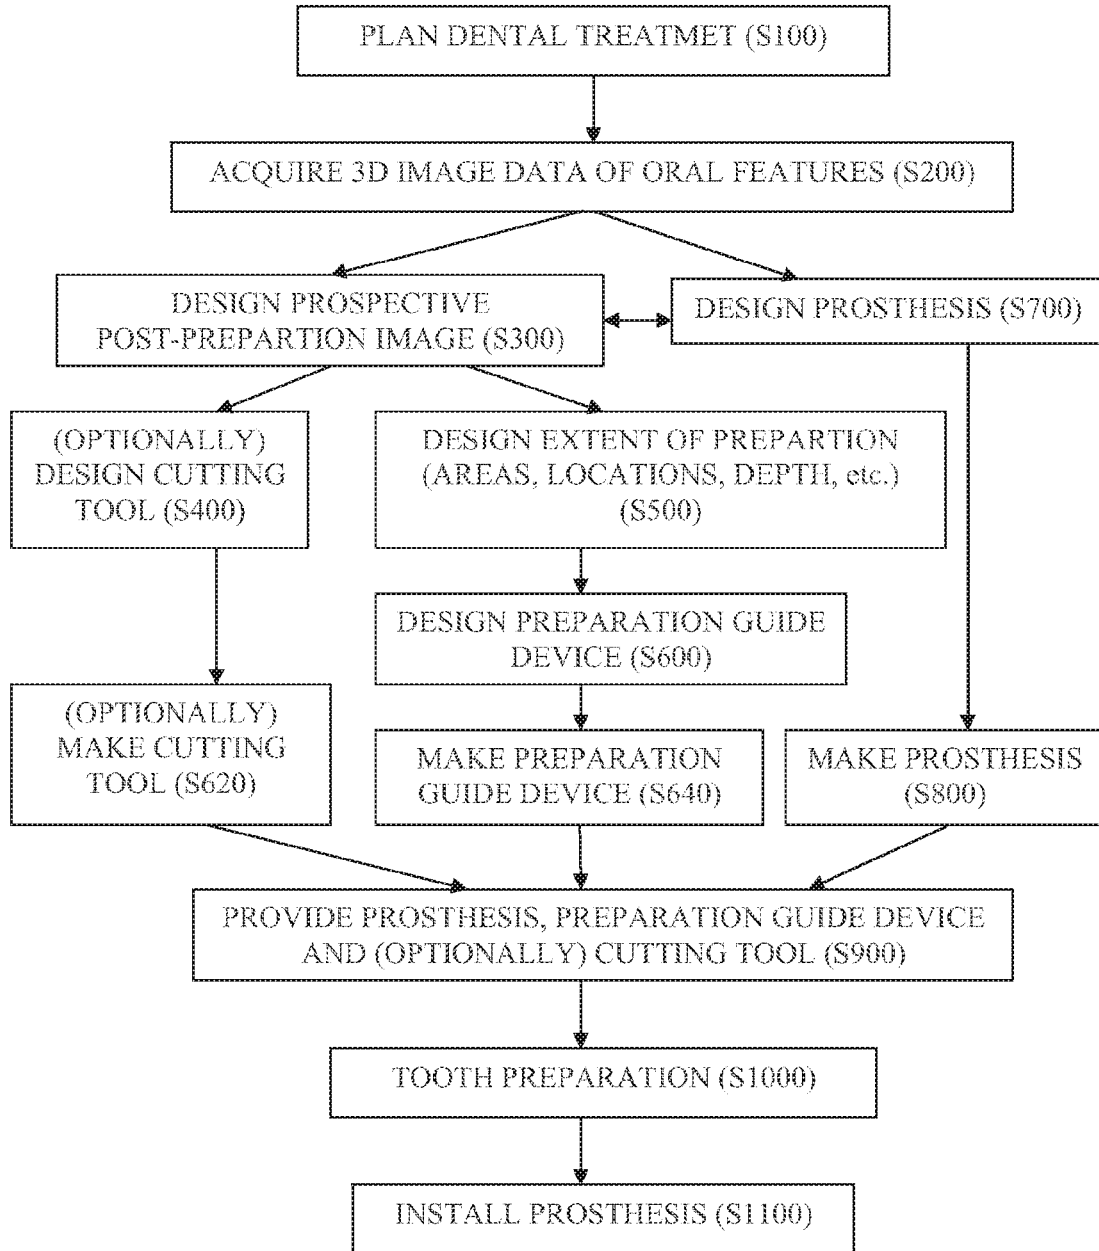 PLAN DENTAL TREATMET (S100)
ACQUIRE 3D IMAGE DATA OF ORAL FEATURES (S200)
DESIGN PROSPECTIVE
POST-PREPARTION IMAGE (S300)
DESIGN PROSTHESIS (S700)
(OPTIONALLY)
DESIGN CUTTING
TOOL (S400)
DESIGN EXTENT OF PREPARTION
(AREAS, LOCATIONS, DEPTH, etc.)
(S500)
DESIGN PREPARATION GUIDE
DEVICE (S600)
(OPTIONALLY)
MAKE CUTTING
TOOL (S620)
MAKE PREPARATION
GUIDE DEVICE (S640)
MAKE PROSTHESIS
(S800)
PROVIDE PROSTHESIS, PREPARATION GUIDE DEVICE
AND (OPTIONALLY) CUTTING TOOL (S900)
TOOTH PREPARATION (S1000)
INSTALL PROSTHESIS (S1100)